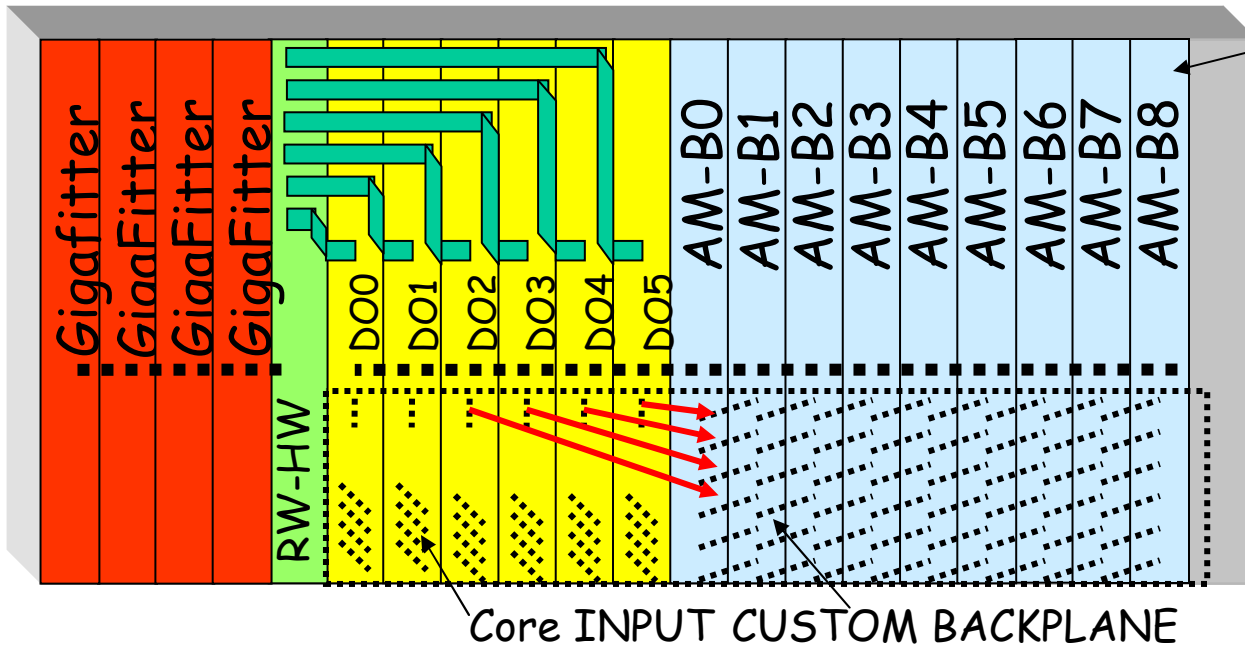 Gigafitter
GigaFitter
GigaFitter
GigaFitter
RW-HW
DO0
DO1
DO2
DO3
DO4
DO5
AM-B0
AM-B1
AM-B2
AM-B3
AM-B4
AM-B5
AM-B6
AM-B7
AM-B8
Core INPUT CUSTOM BACKPLANE